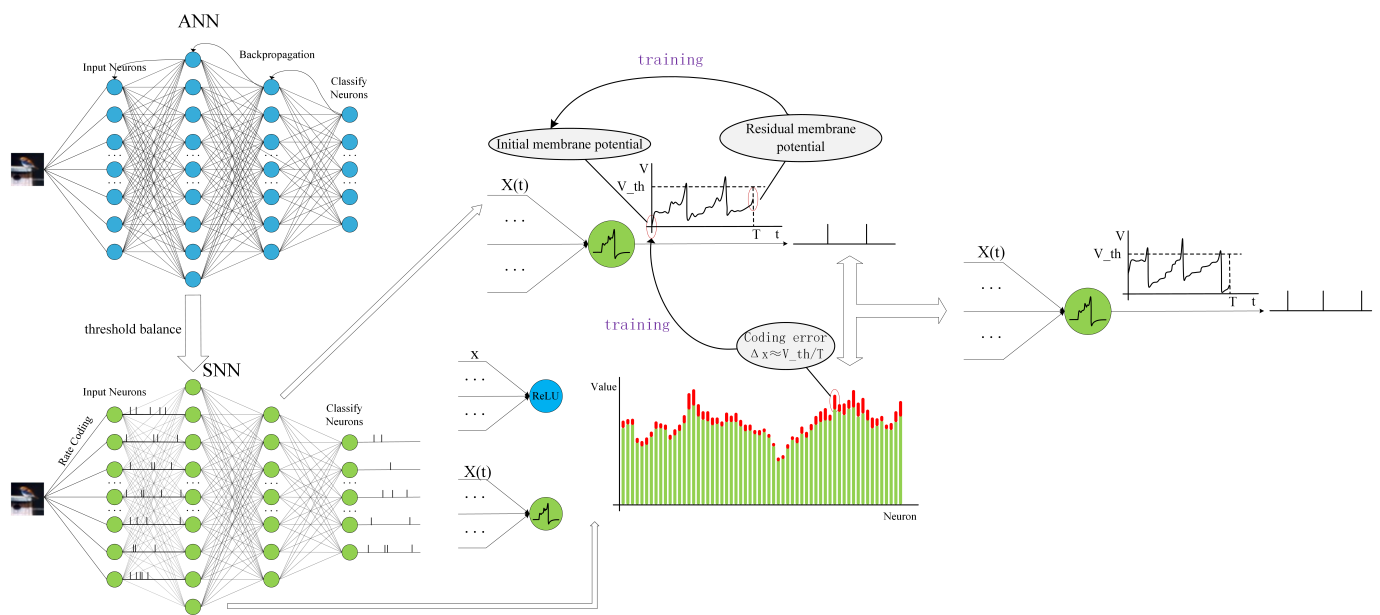 ANN
Backpropagation
Input Neurons
Classify
Neurons
...
...
...
...
...
...
...
...
threshold balance
SNN
Input Neurons
Classify
Neurons
Rate Coding
...
...
...
...
training
Initial membrane potential
Residual membrane
potential
X(t)
...
...
V
V_th
T
t
training
Coding error
Δx≈V_th/T
x
...
...
ReLU
X(t)
...
...
Value
Neuron
X(t)
...
...
V
V_th
T
t